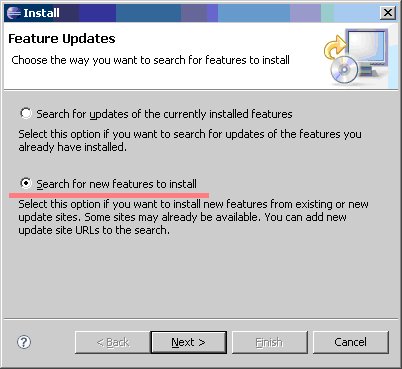 Install
Feature Updates
Choose the way you want to search for features to install
Search for updates of the currently installed features
Select this option if you want to search for updates of the features you
already have installed.
Search for new features to install
Select this option if you want to install new features from existing or new
update sites. Some sites may already be available. You can add new
update site URLs to the search.
? < Back Next > Finish Cancel